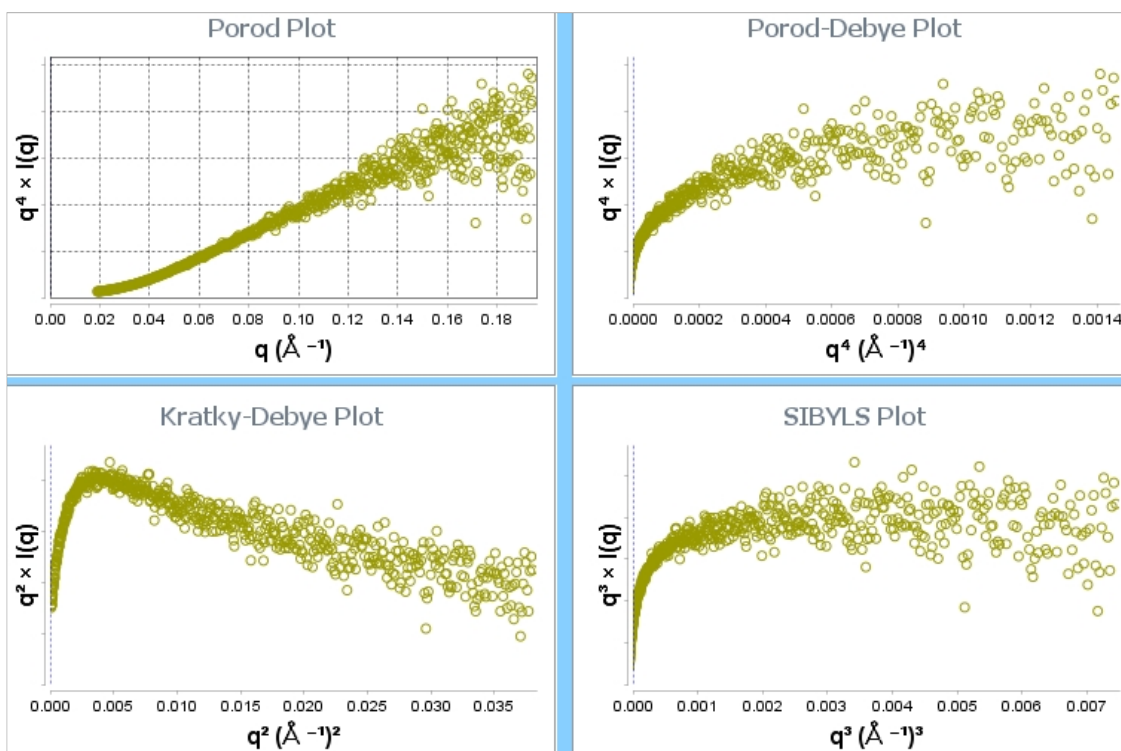 Porod Plot
q⁴ × I(q)
0.00 0.02 0.04 0.06 0.08 0.10 0.12 0.14 0.16 0.18
q (Å ⁻¹)
Porod-Debye Plot
q⁴ × I(q)
0.0000 0.0002 0.0004 0.0006 0.0008 0.0010 0.0012 0.0014
q⁴ (Å ⁻¹)⁴
Kratky-Debye Plot
q² × I(q)
0.000 0.005 0.010 0.015 0.020 0.025 0.030 0.035
q² (Å ⁻¹)²
SIBYLS Plot
q³ × I(q)
0.000 0.001 0.002 0.003 0.004 0.005 0.006 0.007
q³ (Å ⁻¹)³